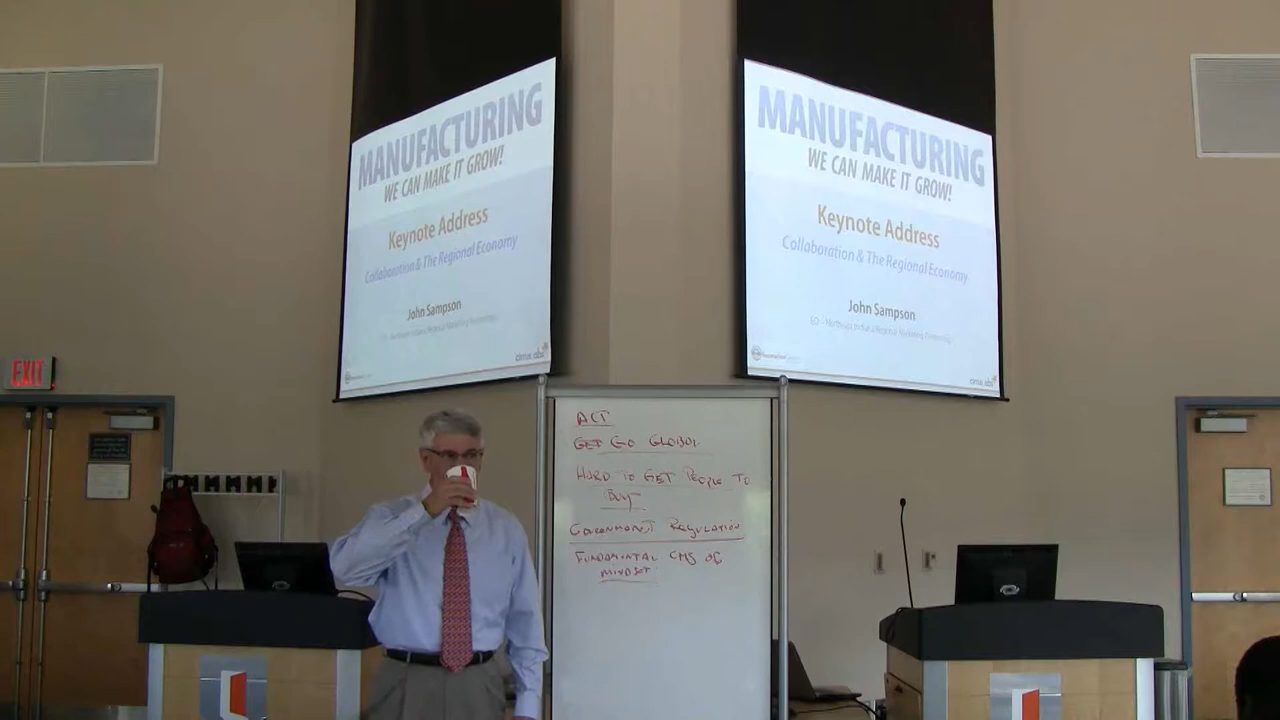 MANUFACTURING
WE CAN MAKE IT GROW!
Keynote Address
Collaboration & The Regional Economy
John Sampson
MANUFACTURING
WE CAN MAKE IT GROW!
Keynote Address
Collaboration & The Regional Economy
John Sampson
EXIT
ACT
GET GO GLOBAL
HARD TO GET PEOPLE TO
BUY
GOVERNMENT REGULATION
FUNDAMENTAL
MINDSET